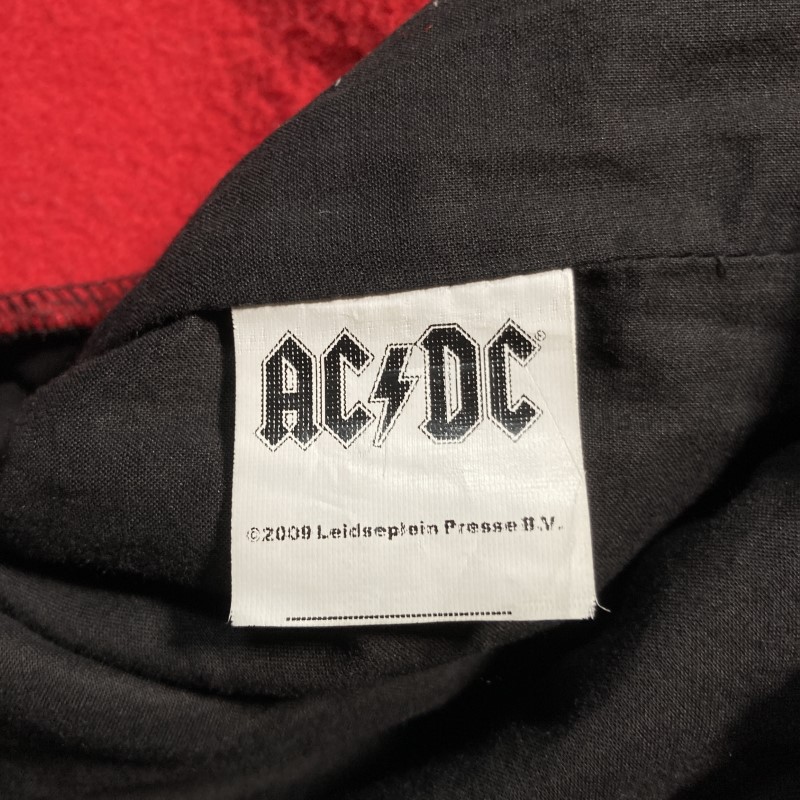 AC⚡DC®
©2009 Leidseplein Presse B.V.